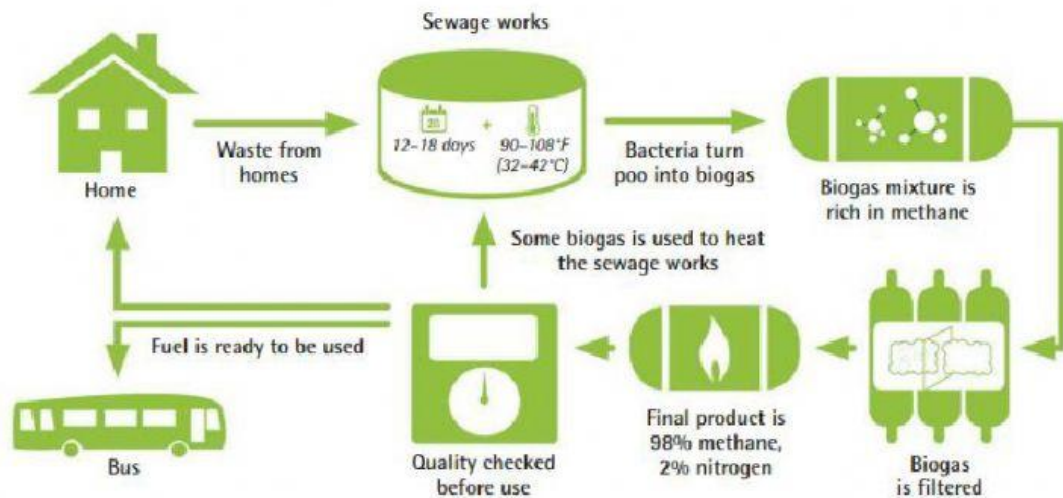 Sewage works
28
12–18 days
+
90–108°F
(32–42°C)
Waste from
homes
Home
Bacteria turn
poo into biogas
Biogas mixture is
rich in methane
Some biogas is used to heat
the sewage works
Fuel is ready to be used
Bus
Quality checked
before use
Final product is
98% methane,
2% nitrogen
Biogas
is filtered